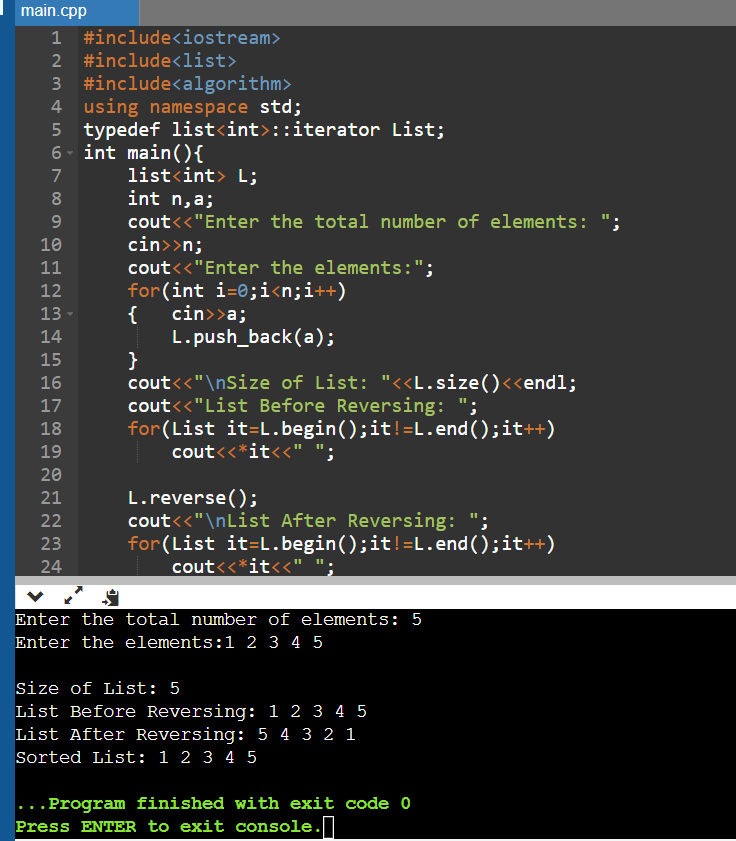 main.cpp
1 #include<iostream>
2 #include<list>
3 #include<algorithm>
4 using namespace std;
5 typedef list<int>::iterator List;
6 int main(){
7     list<int> L;
8     int n,a;
9     cout<<"Enter the total number of elements: ";
10     cin>>n;
11     cout<<"Enter the elements:";
12     for(int i=0;i<n;i++)
13     {   cin>>a;
14         L.push_back(a);
15     }
16     cout<<"\nSize of List: "<<L.size()<<endl;
17     cout<<"List Before Reversing: ";
18     for(List it=L.begin();it!=L.end();it++)
19         cout<<*it<<" ";
20
21     L.reverse();
22     cout<<"\nList After Reversing: ";
23     for(List it=L.begin();it!=L.end();it++)
24         cout<<*it<<" ";
Enter the total number of elements: 5
Enter the elements:1 2 3 4 5
Size of List: 5
List Before Reversing: 1 2 3 4 5
List After Reversing: 5 4 3 2 1
Sorted List: 1 2 3 4 5
...Program finished with exit code 0
Press ENTER to exit console.